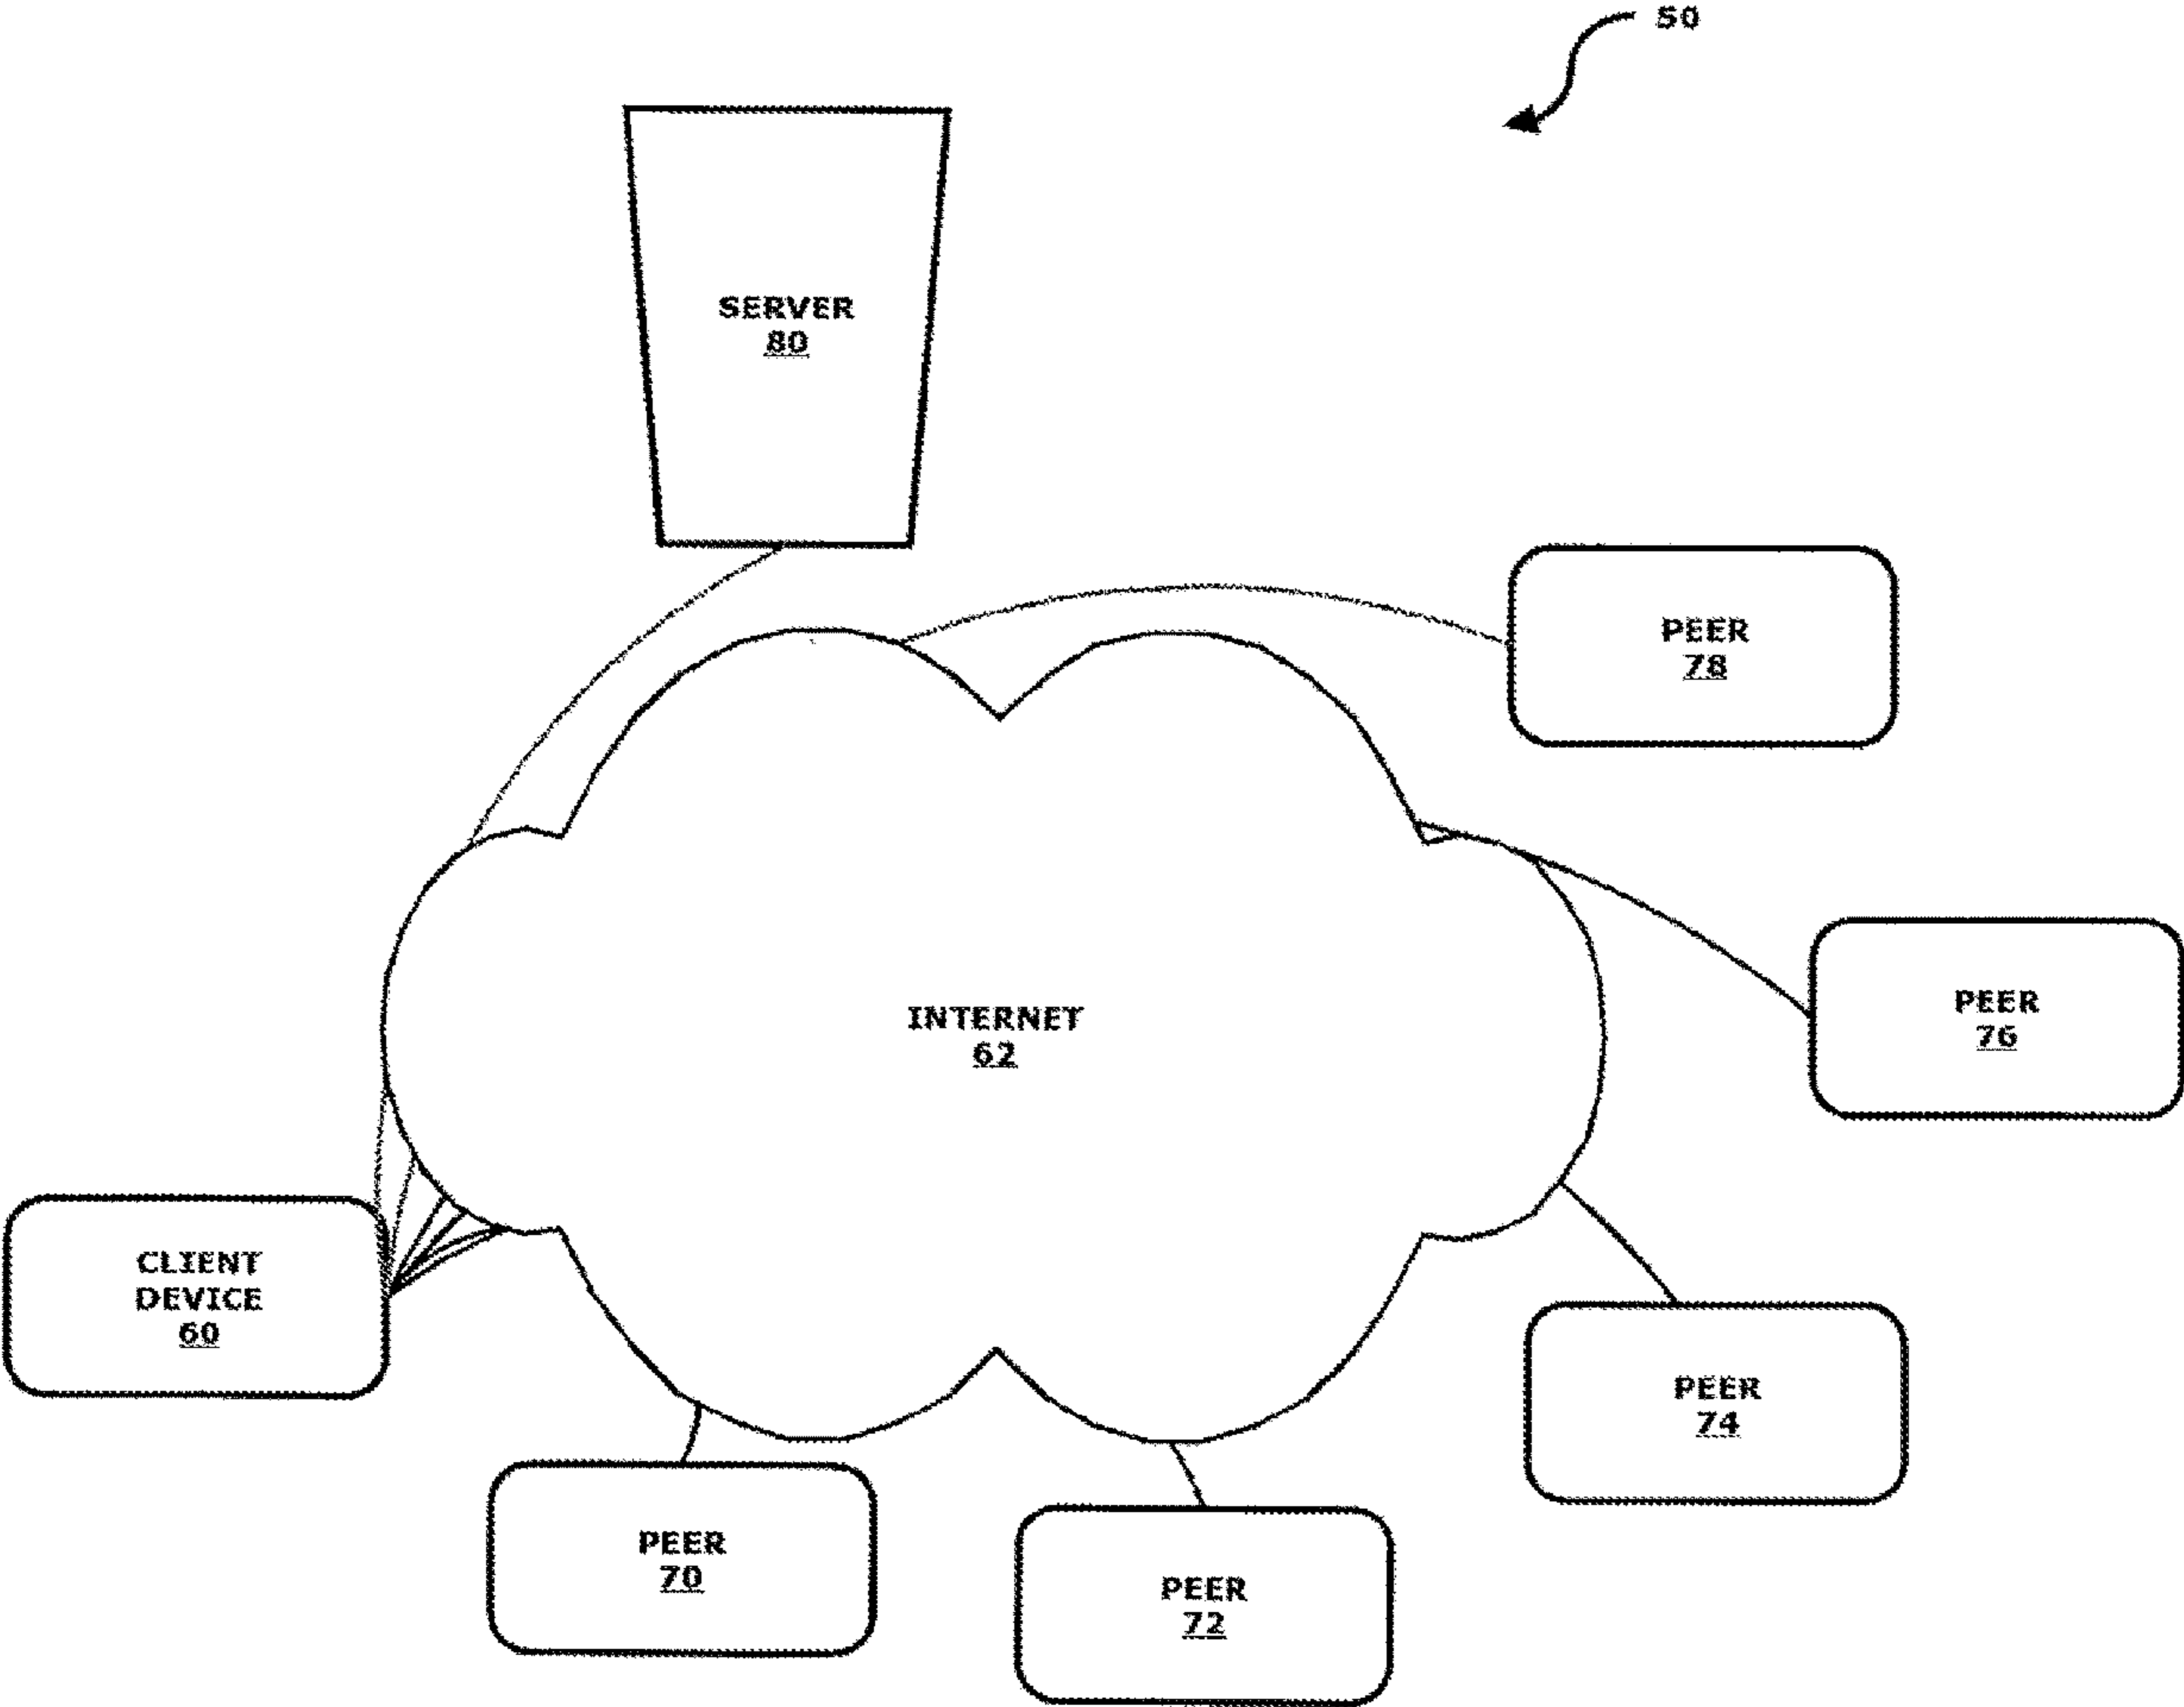 50
SERVER
80
PEER
78
INTERNET
62
PEER
76
CLIENT
DEVICE
60
PEER
74
PEER
70
PEER
72